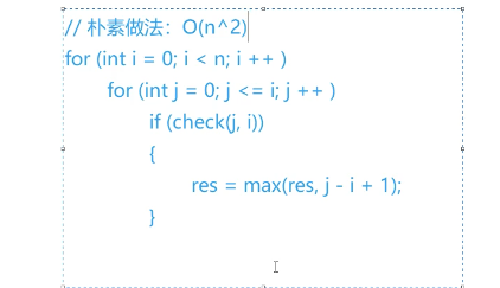 // 朴素做法：O(n^2)
for (int i = 0; i < n; i ++ )
for (int j = 0; j <= i; j ++ )
if (check(j, i))
{
res = max(res, j - i + 1);
}